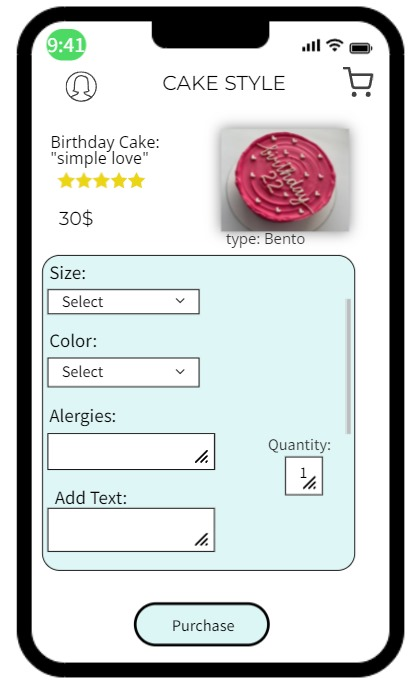 9:41
CAKE STYLE
Birthday Cake:
"simple love"
30$
birthday
22
type: Bento
Size:
Select
Color:
Select
Alergies:
Quantity:
1
Add Text:
Purchase